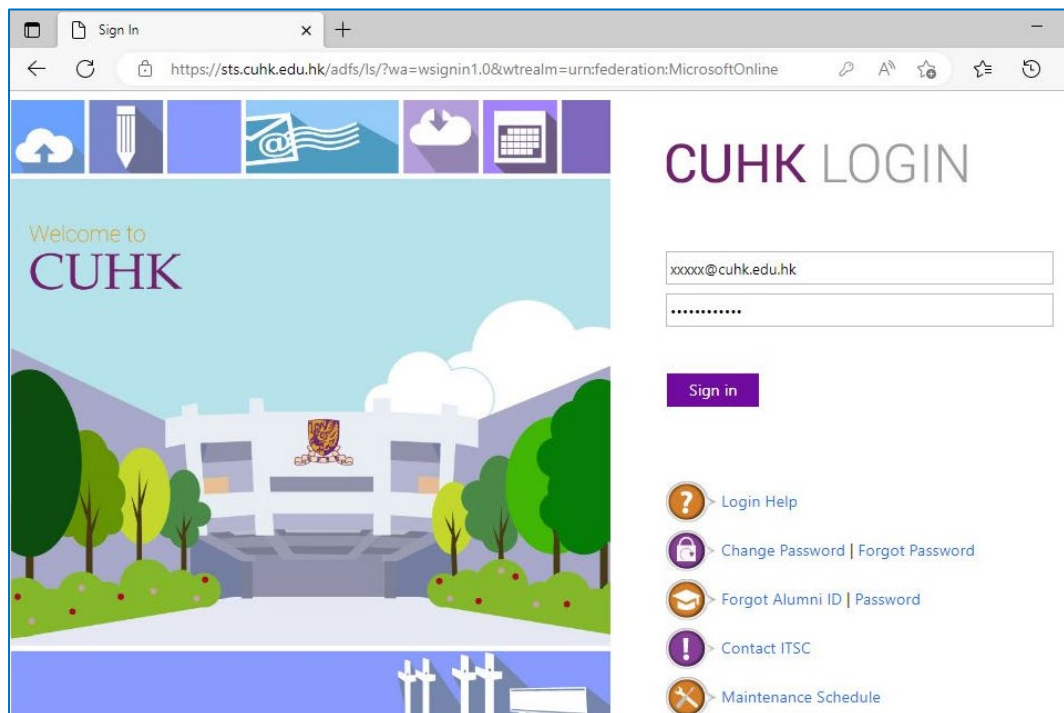 Sign In
https://sts.cuhk.edu.hk/adfs/ls/?wa=wsignin1.0&wtrealm=urn:federation:MicrosoftOnline
Welcome to
CUHK
CUHK LOGIN
xxxxx@cuhk.edu.hk
••••••••••••
Sign in
Login Help
Change Password | Forgot Password
Forgot Alumni ID | Password
Contact ITSC
Maintenance Schedule